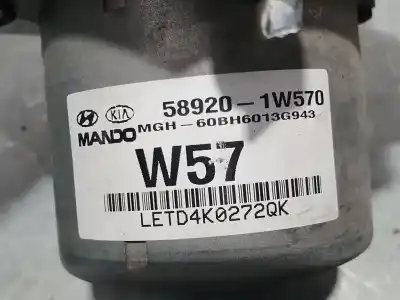 KIA 58920-1W570
MANDO MGH-60BH6013G943
W57
LETD4K0272QK